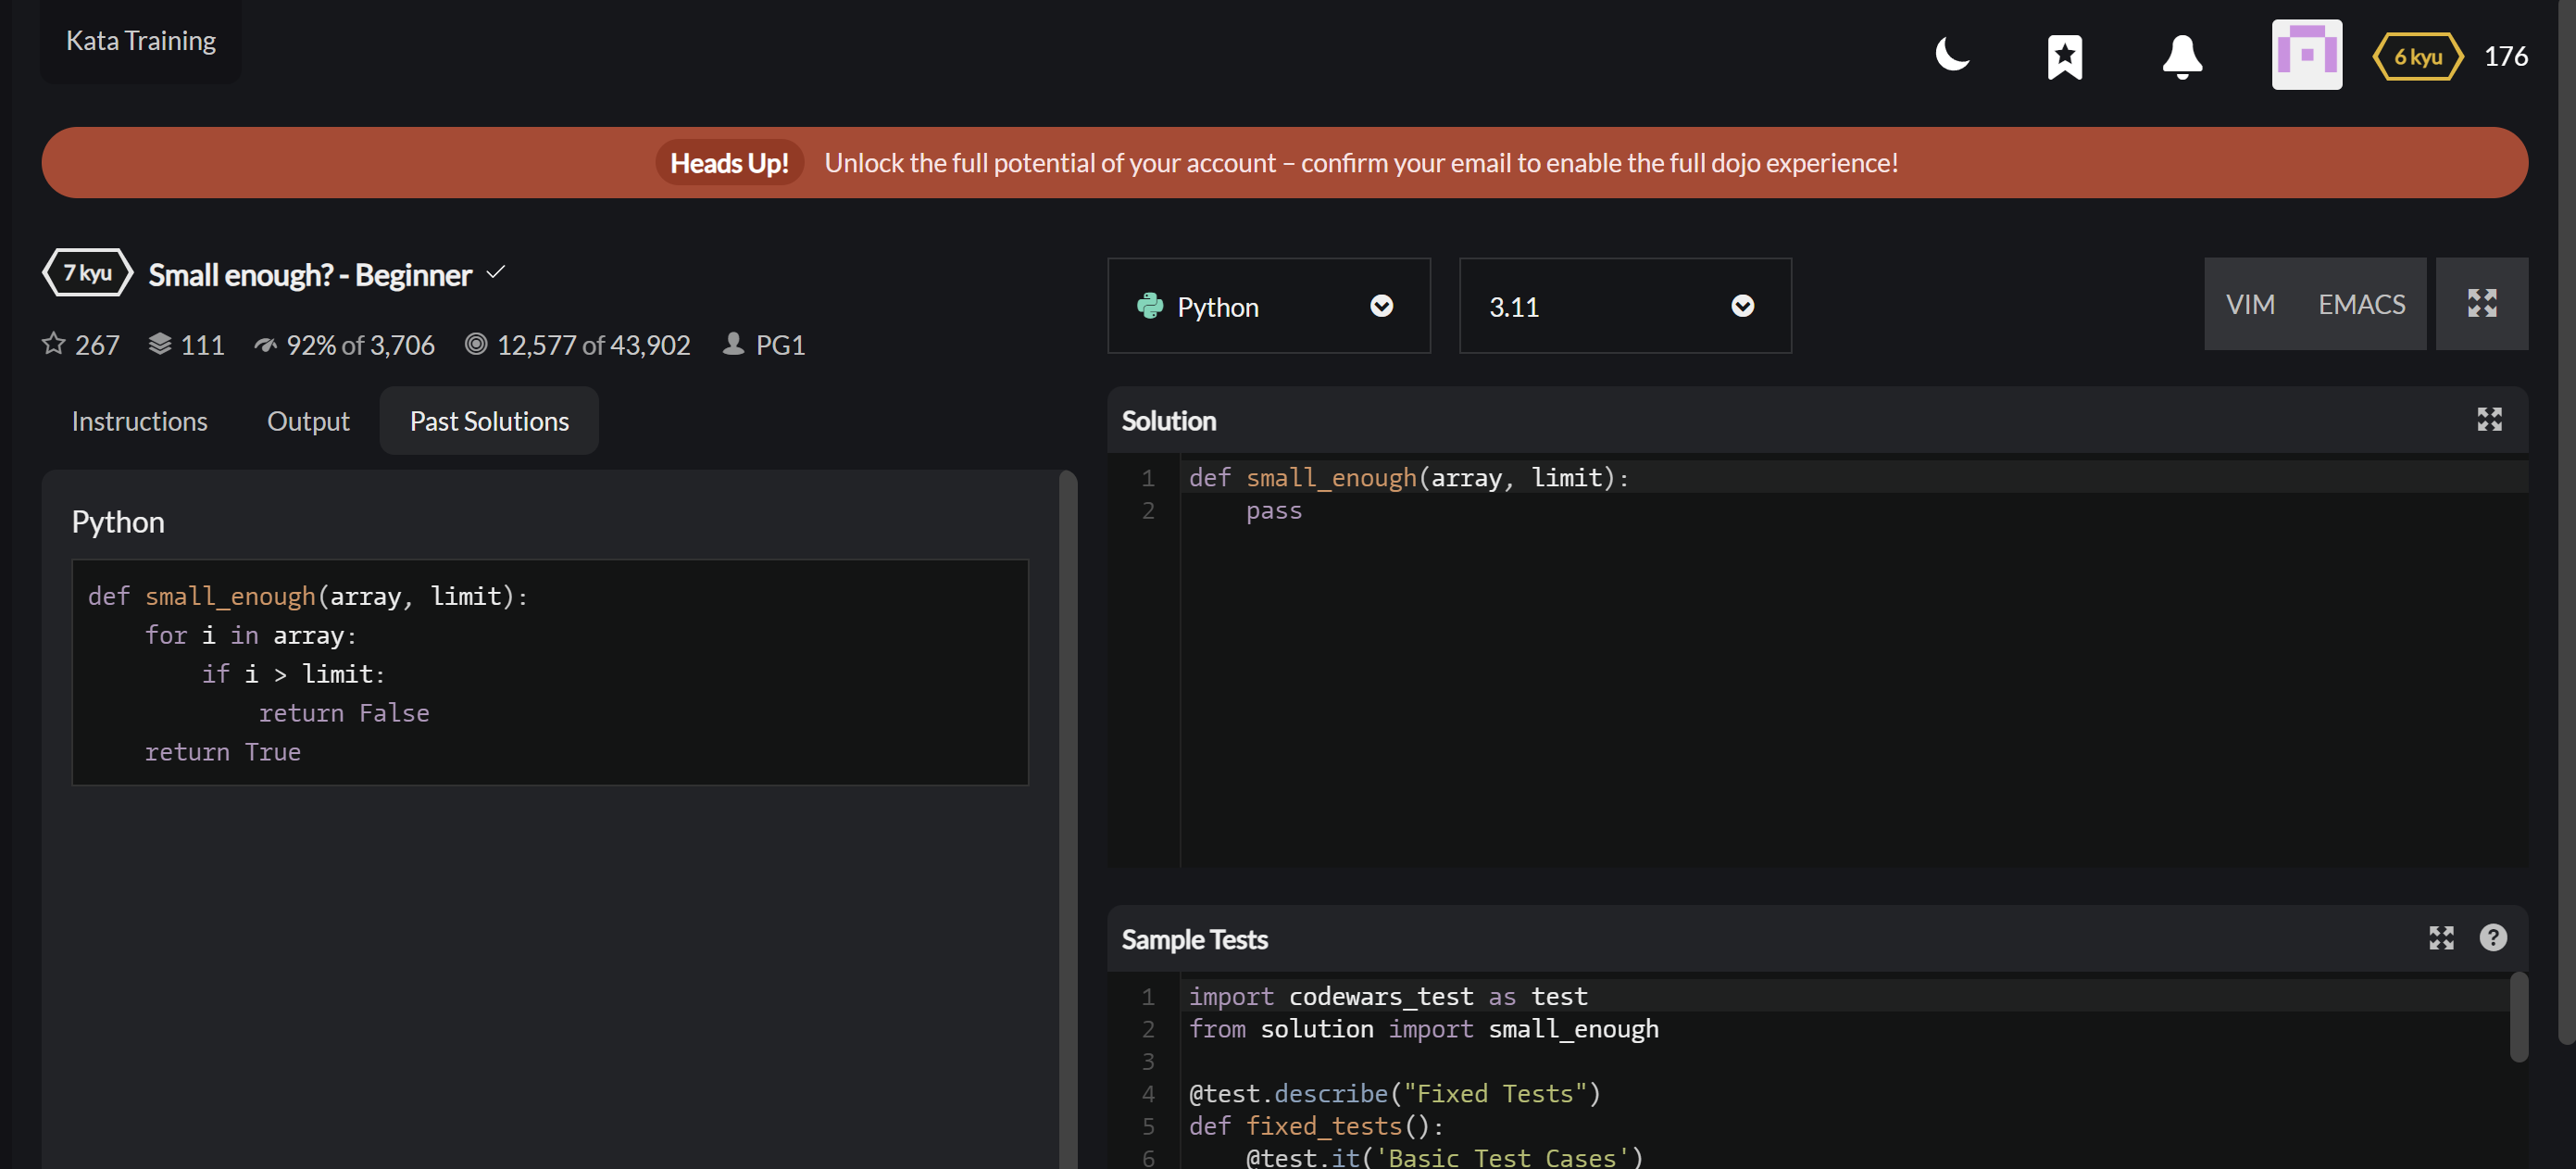 Kata Training
6 kyu 176
Heads Up! Unlock the full potential of your account – confirm your email to enable the full dojo experience!
7 kyu Small enough? - Beginner
267 111 92% of 3,706 12,577 of 43,902 PG1
Instructions Output Past Solutions
Python
def small_enough(array, limit):
    for i in array:
        if i > limit:
            return False
    return True
Python 3.11 VIM EMACS
Solution
1 def small_enough(array, limit):
2     pass
Sample Tests
?
1 import codewars_test as test
2 from solution import small_enough
3
4 @test.describe("Fixed Tests")
5 def fixed_tests():
6     @test.it('Basic Test Cases')